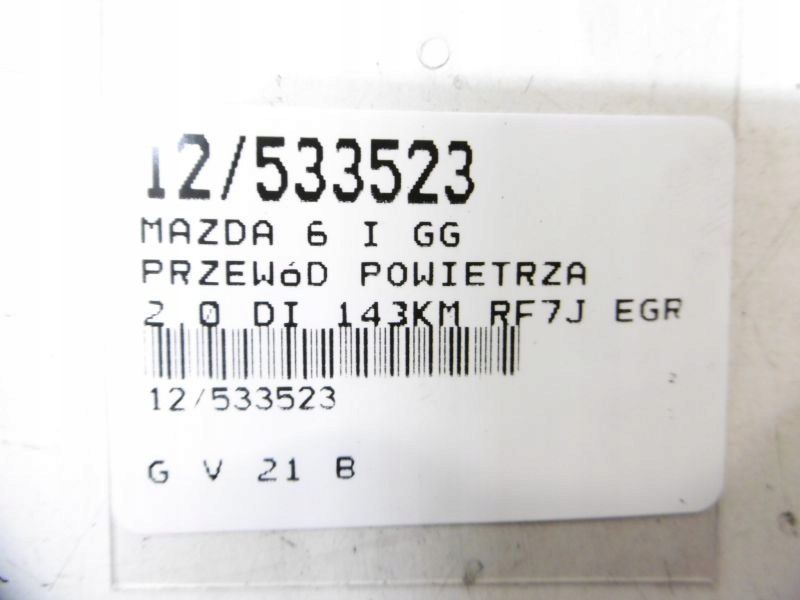 12/533523
MAZDA 6 I GG
PRZEWóD POWIETRZA
2.0 DI 143KM RF7J EGR
12/533523
G V 21 B